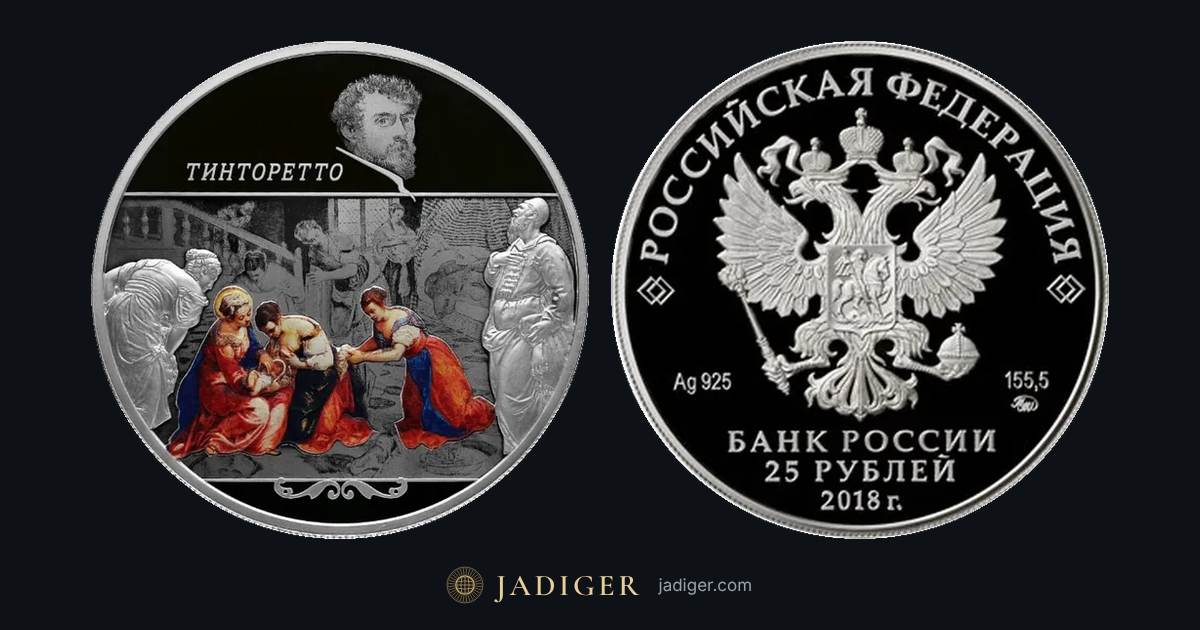 ТИНТОРЕТТО
РОССИЙСКАЯ ФЕДЕРАЦИЯ
Ag 925
155,5
БАНК РОССИИ
25 РУБЛЕЙ
2018 г.
JADIGER
jadiger.com